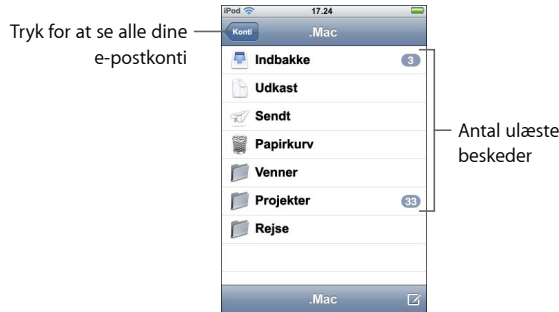 Tryk for at se alle dine
e-postkonti
iPod 17.24
Konti .Mac
Indbakke 3
Udkast
Sendt
Papirkurv
Venner
Projekter 33
Rejse
.Mac
Antal ulæste
beskeder